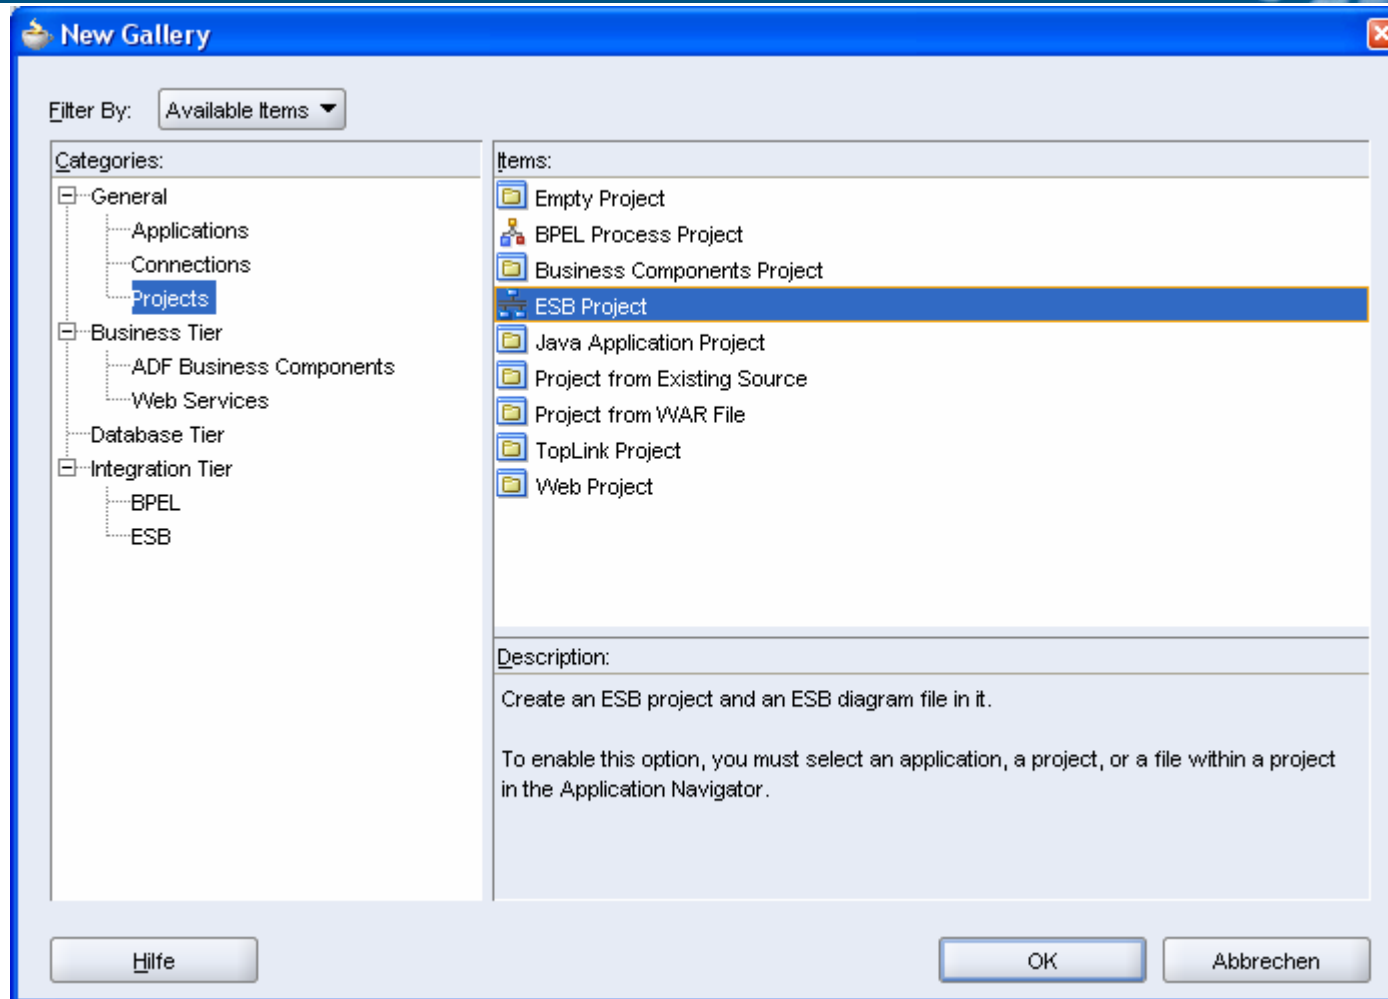 New Gallery
Filter By: Available Items
Categories:
General
Applications
Connections
Projects
Business Tier
ADF Business Components
Web Services
Database Tier
Integration Tier
BPEL
ESB
Items:
Empty Project
BPEL Process Project
Business Components Project
ESB Project
Java Application Project
Project from Existing Source
Project from WAR File
TopLink Project
Web Project
Description:
Create an ESB project and an ESB diagram file in it.
To enable this option, you must select an application, a project, or a file within a project
in the Application Navigator.
Hilfe OK Abbrechen